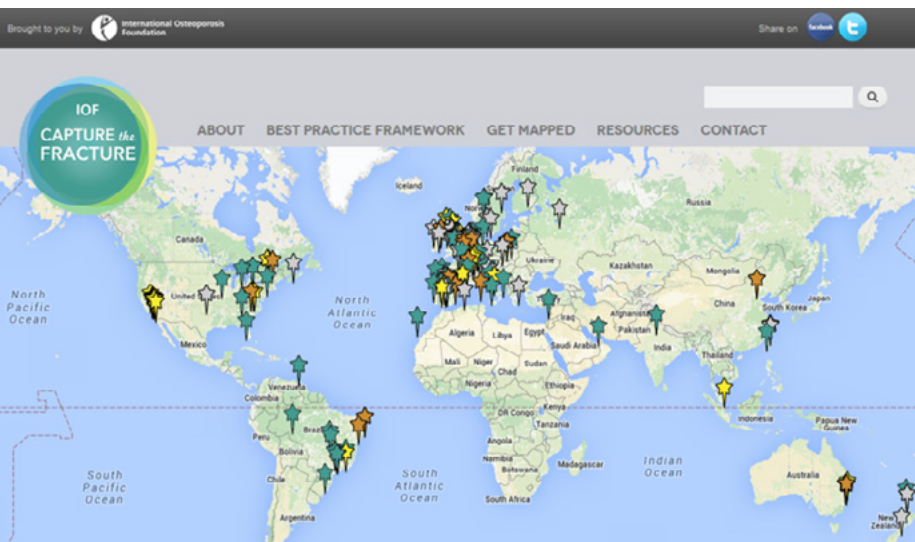 Brought to you by
International Osteoporosis
Foundation
Share on
facebook
IOF
CAPTURE the
FRACTURE
ABOUT
BEST PRACTICE FRAMEWORK
GET MAPPED
RESOURCES
CONTACT
Iceland
Finland
Russia
Canada
Ukraine
Kazakhstan
Mongolia
North
Pacific
Ocean
United
North
Atlantic
Ocean
China
Japan
South Korea
Afghanistan
Pakistan
Iraq
Algeria
Libya
Egypt
Saudi Arabia
India
Mexico
Thailand
Mali
Niger
Chad
Sudan
Nigeria
Ethiopia
Venezuela
Colombia
Kenya
DR Congo
Tanzania
Indonesia
Papua New
Guinea
Peru
Brazil
Angola
Bolivia
Namibia
Botswana
Madagascar
Indian
Ocean
Australia
Chile
South
Pacific
Ocean
South
Atlantic
Ocean
South Africa
Argentina
New
Zealand